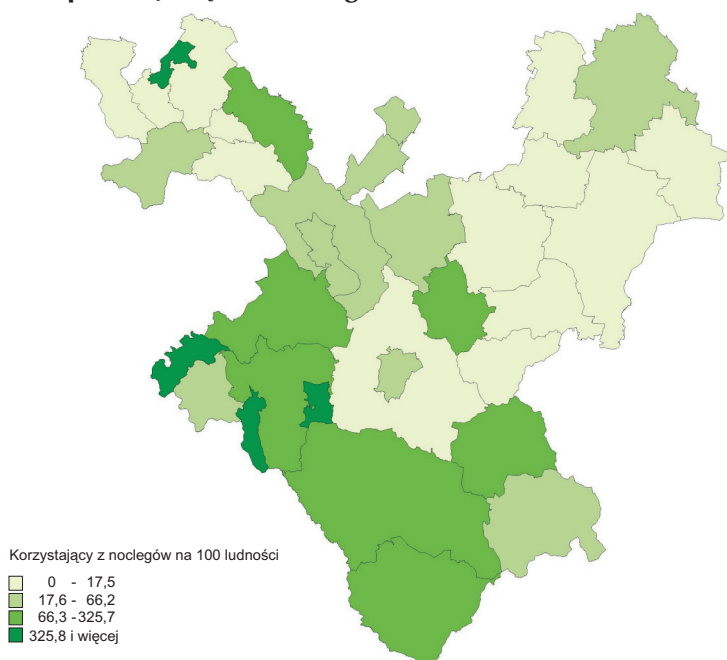 Korzystający z noclegów na 100 ludności
0 - 17,5
17,6 - 66,2
66,3 - 325,7
325,8 i więcej